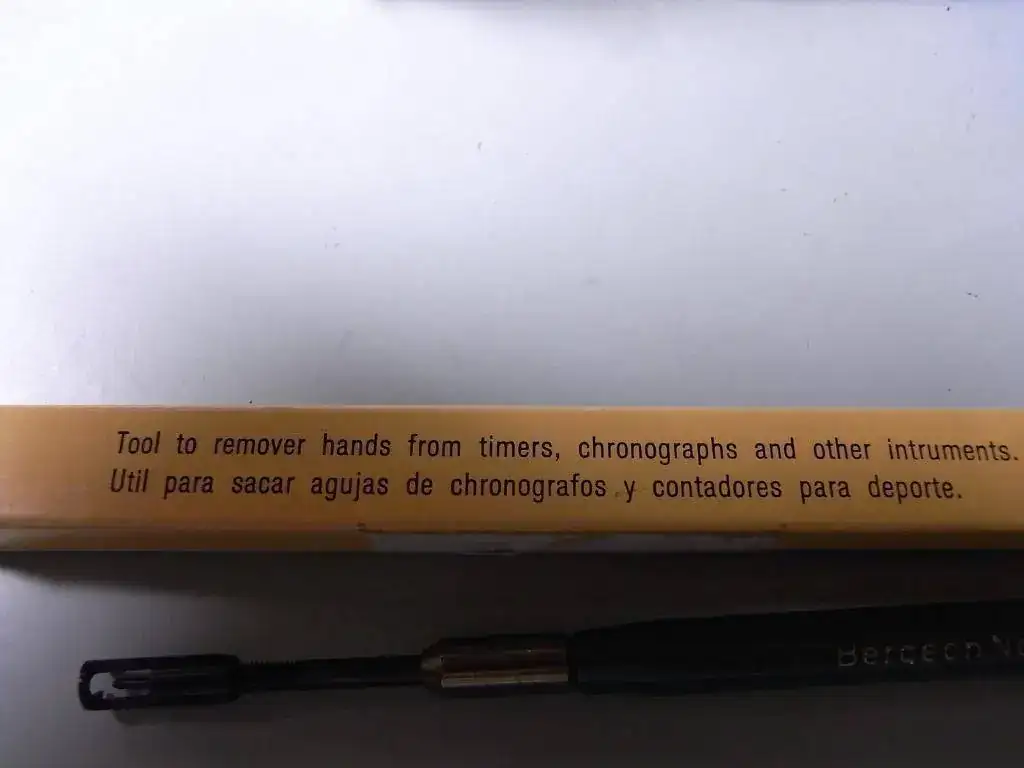 Tool to remover hands from timers, chronographs and other intruments.
Util para sacar agujas de chronografos y contadores para deporte.
Bergeon